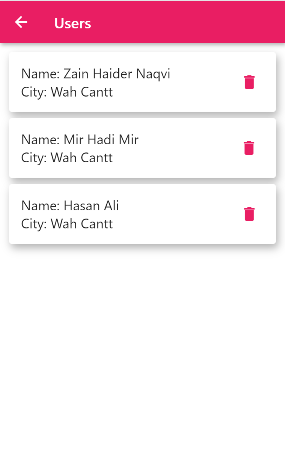 Users
Name: Zain Haider Naqvi
City: Wah Cantt
Name: Mir Hadi Mir
City: Wah Cantt
Name: Hasan Ali
City: Wah Cantt